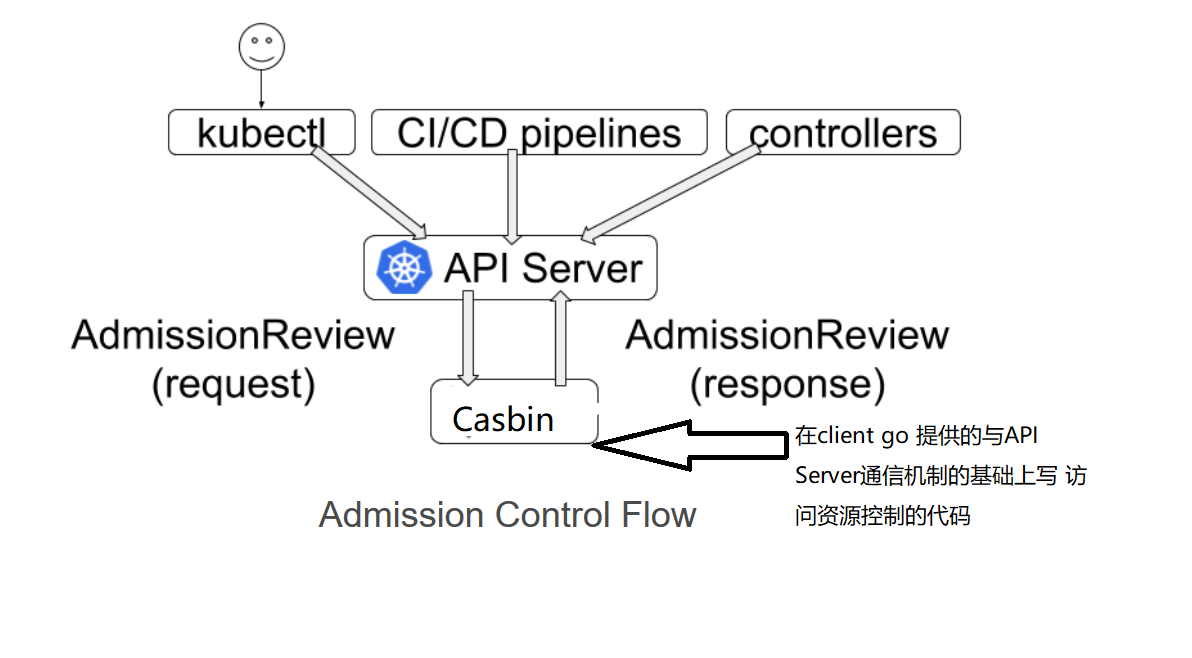 kubectl
CI/CD pipelines
controllers
API Server
AdmissionReview
(request)
AdmissionReview
(response)
Casbin
在client go 提供的与API
Server通信机制的基础上写 访
问资源控制的代码
Admission Control Flow